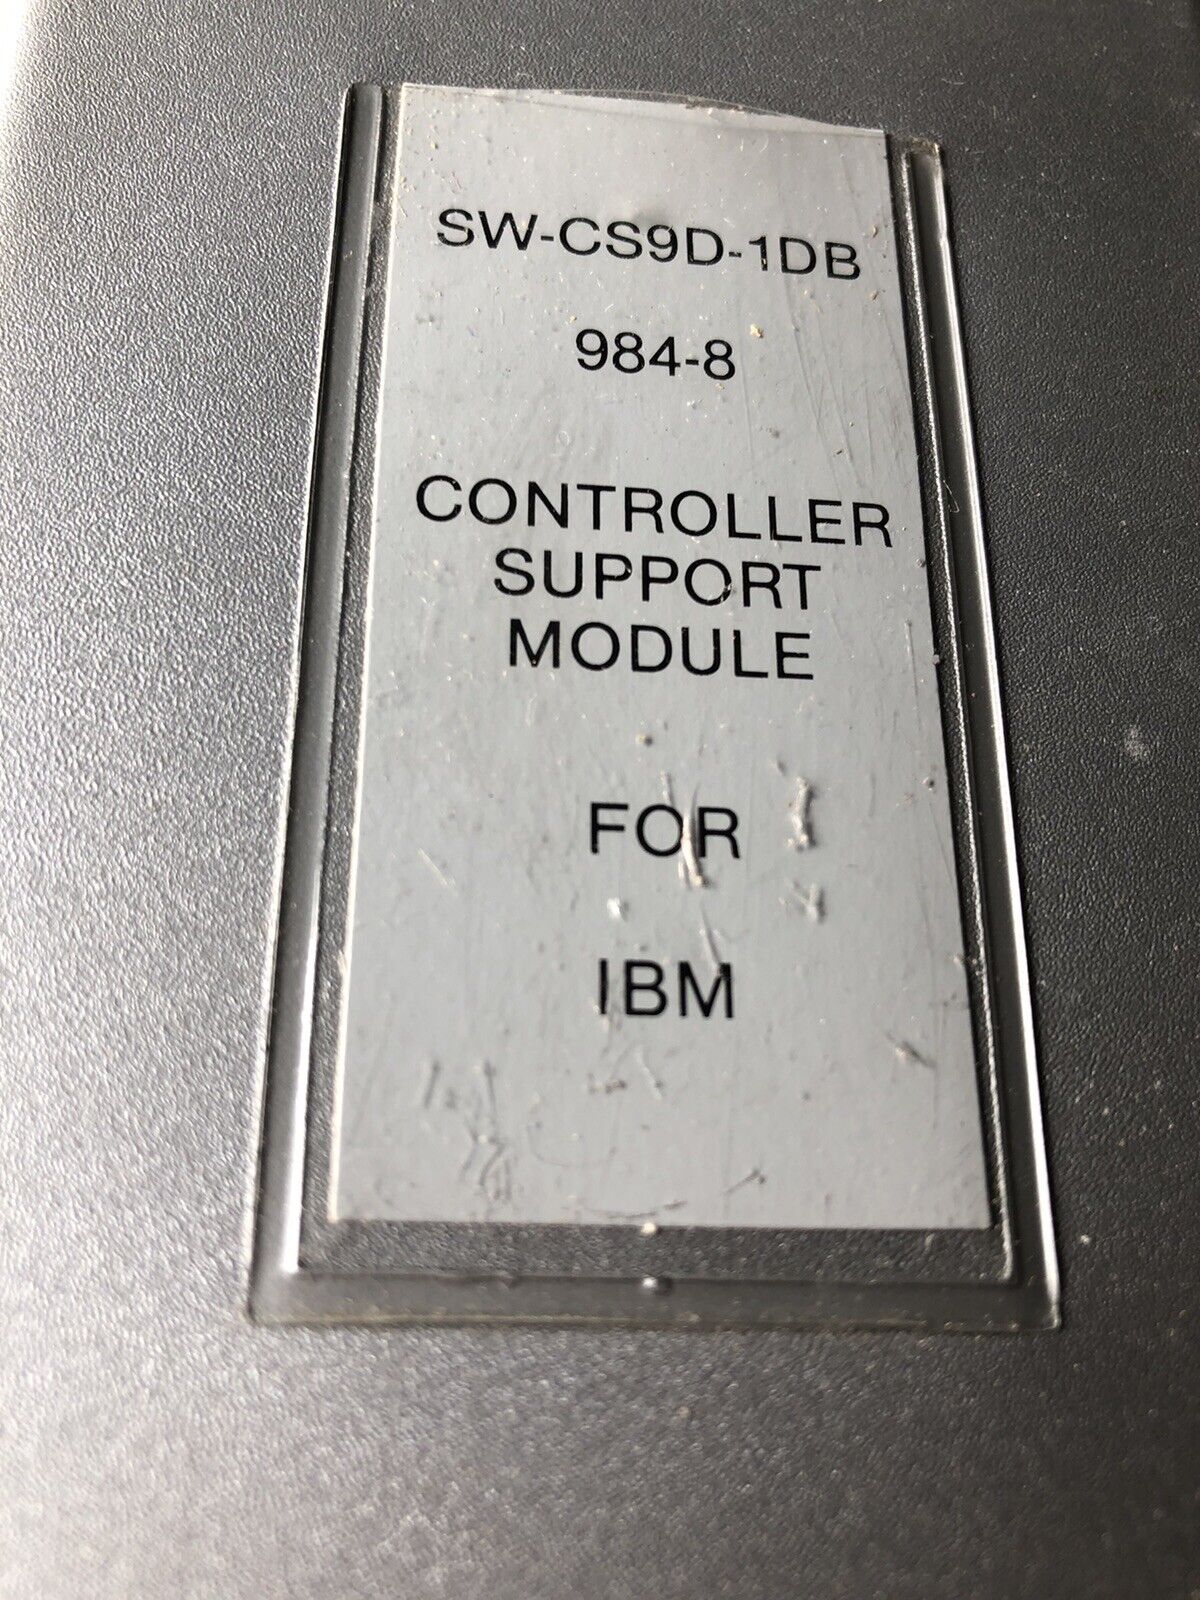 SW-CS9D-1DB
984-8
CONTROLLER
SUPPORT
MODULE
FOR
IBM